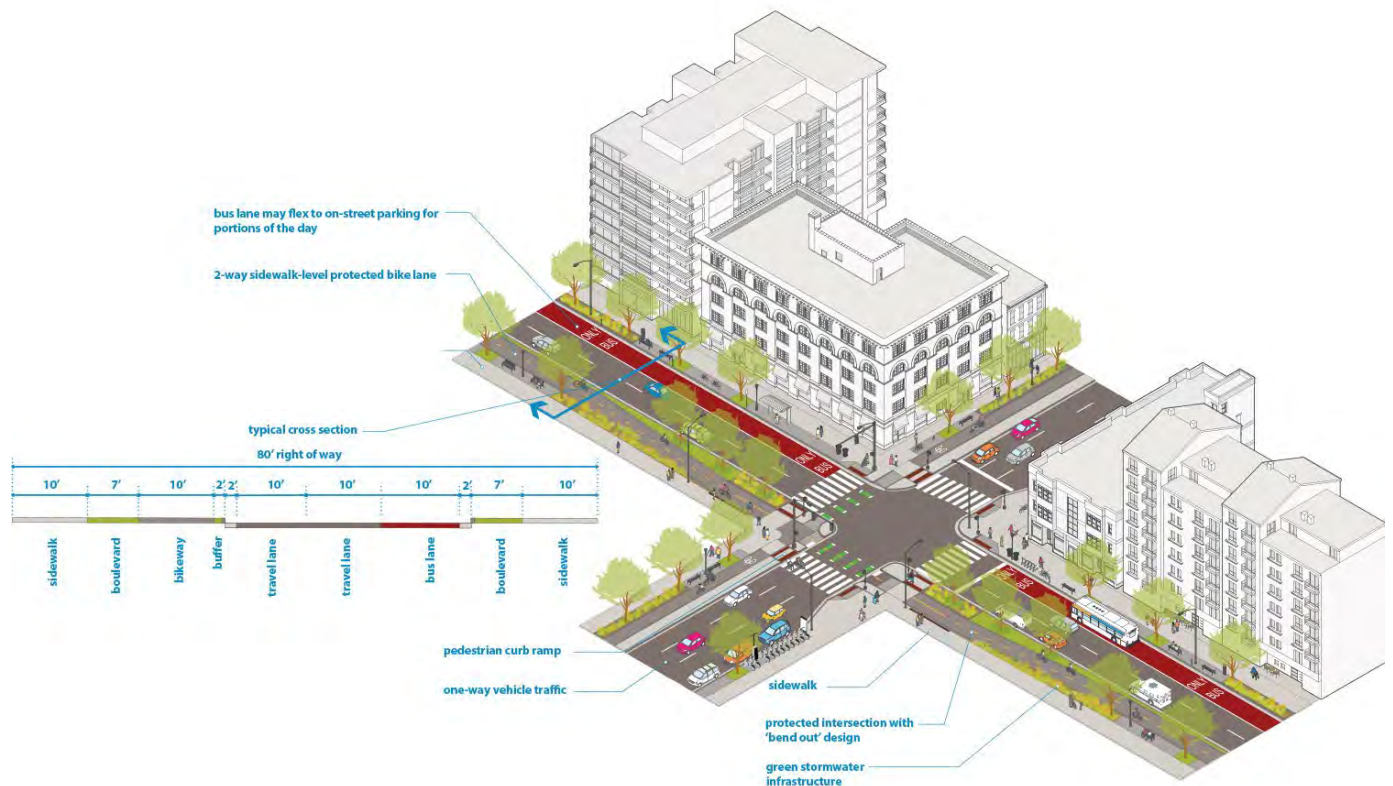 bus lane may flex to on-street parking for
portions of the day
2-way sidewalk-level protected bike lane
typical cross section
80' right of way
10' 7' 10' 2' 2' 10' 10' 10' 2' 7' 10'
sidewalk
boulevard
bikeway
buffer
travel lane
travel lane
bus lane
boulevard
sidewalk
ONLY
BUS
ONLY
BUS
ONLY
BUS
ONLY
BUS
pedestrian curb ramp
one-way vehicle traffic
sidewalk
protected intersection with
'bend out' design
green stormwater
infrastructure